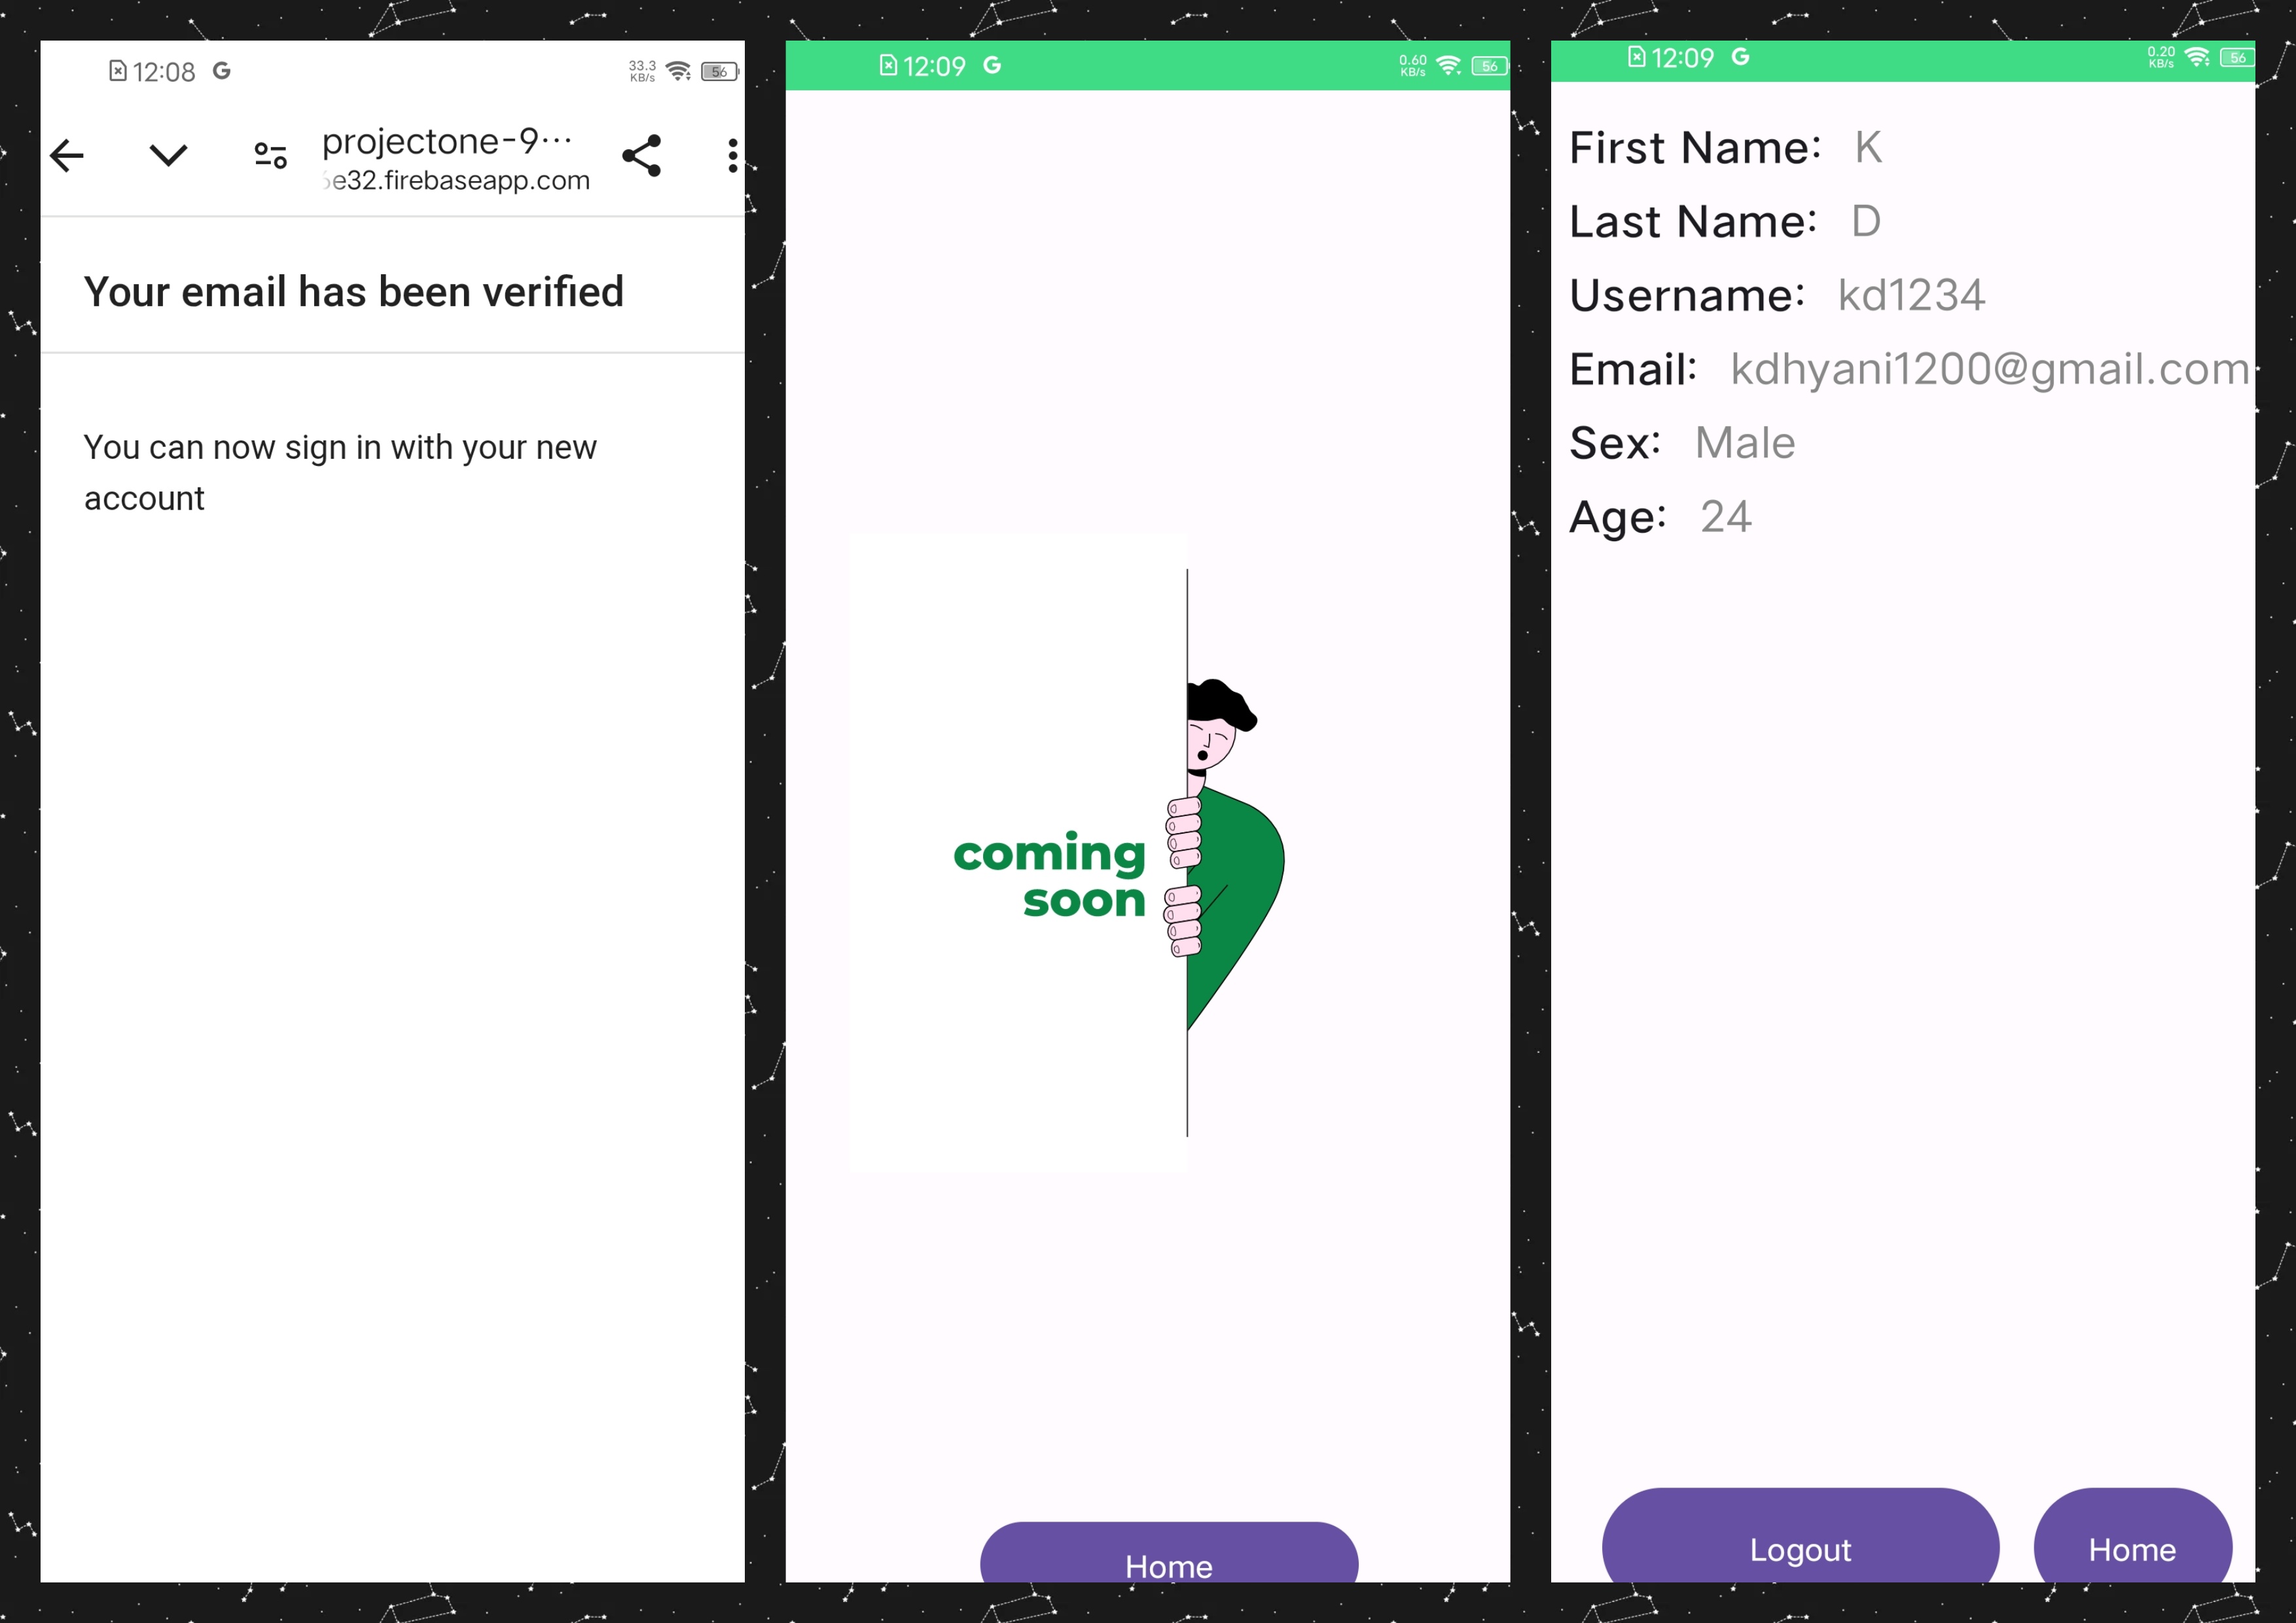 12:08 G
33.3
KB/s
56
projectone-9...
e32.firebaseapp.com
Your email has been verified
You can now sign in with your new
account
12:09 G
0.60
KB/s
56
coming
soon
Home
12:09 G
0.20
KB/s
56
First Name: K
Last Name: D
Username: kd1234
Email: kdhyani1200@gmail.com
Sex: Male
Age: 24
Logout
Home